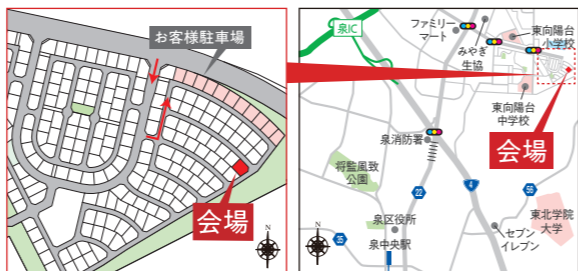 お客様駐車場
会場
N
泉IC
ファミリー
マート
みやぎ
生協
東向陽台
小学校
東向陽台
中学校
会場
泉消防署
将監風致
公園
22
4
56
泉区役所
泉中央駅
35
セブン
イレブン
東北学院
大学
N